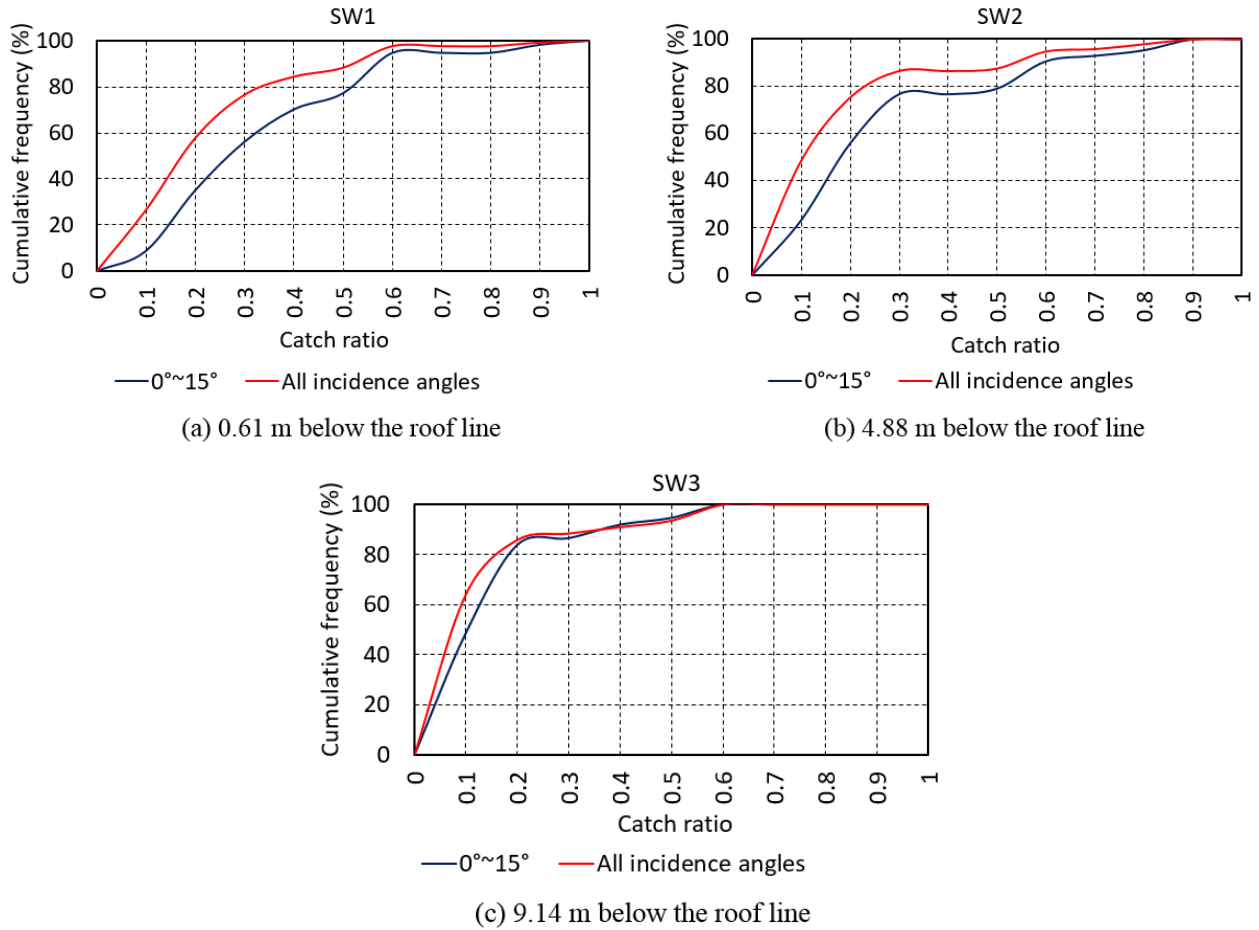 SW1
Cumulative frequency (%)
100
80
60
40
20
0
0 0.1 0.2 0.3 0.4 0.5 0.6 0.7 0.8 0.9 1
Catch ratio
0°~15° All incidence angles
(a) 0.61 m below the roof line
SW2
Cumulative frequency (%)
100
80
60
40
20
0
0 0.1 0.2 0.3 0.4 0.5 0.6 0.7 0.8 0.9 1
Catch ratio
0°~15° All incidence angles
(b) 4.88 m below the roof line
SW3
Cumulative frequency (%)
100
80
60
40
20
0
0 0.1 0.2 0.3 0.4 0.5 0.6 0.7 0.8 0.9 1
Catch ratio
0°~15° All incidence angles
(c) 9.14 m below the roof line